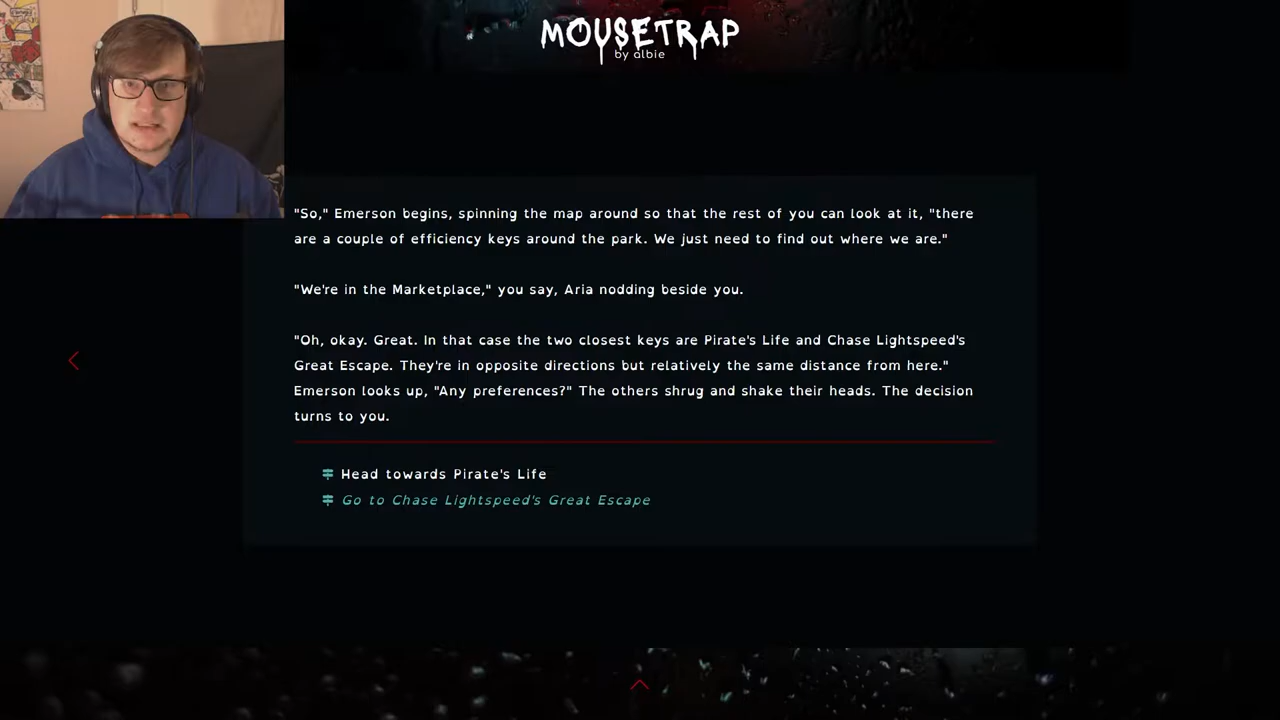 MOUSETRAP
by albie
"So," Emerson begins, spinning the map around so that the rest of you can look at it, "there
are a couple of efficiency keys around the park. We just need to find out where we are."
"We're in the Marketplace," you say, Aria nodding beside you.
"Oh, okay. Great. In that case the two closest keys are Pirate's Life and Chase Lightspeed's
Great Escape. They're in opposite directions but relatively the same distance from here."
Emerson looks up, "Any preferences?" The others shrug and shake their heads. The decision
turns to you.
Head towards Pirate's Life
Go to Chase Lightspeed's Great Escape